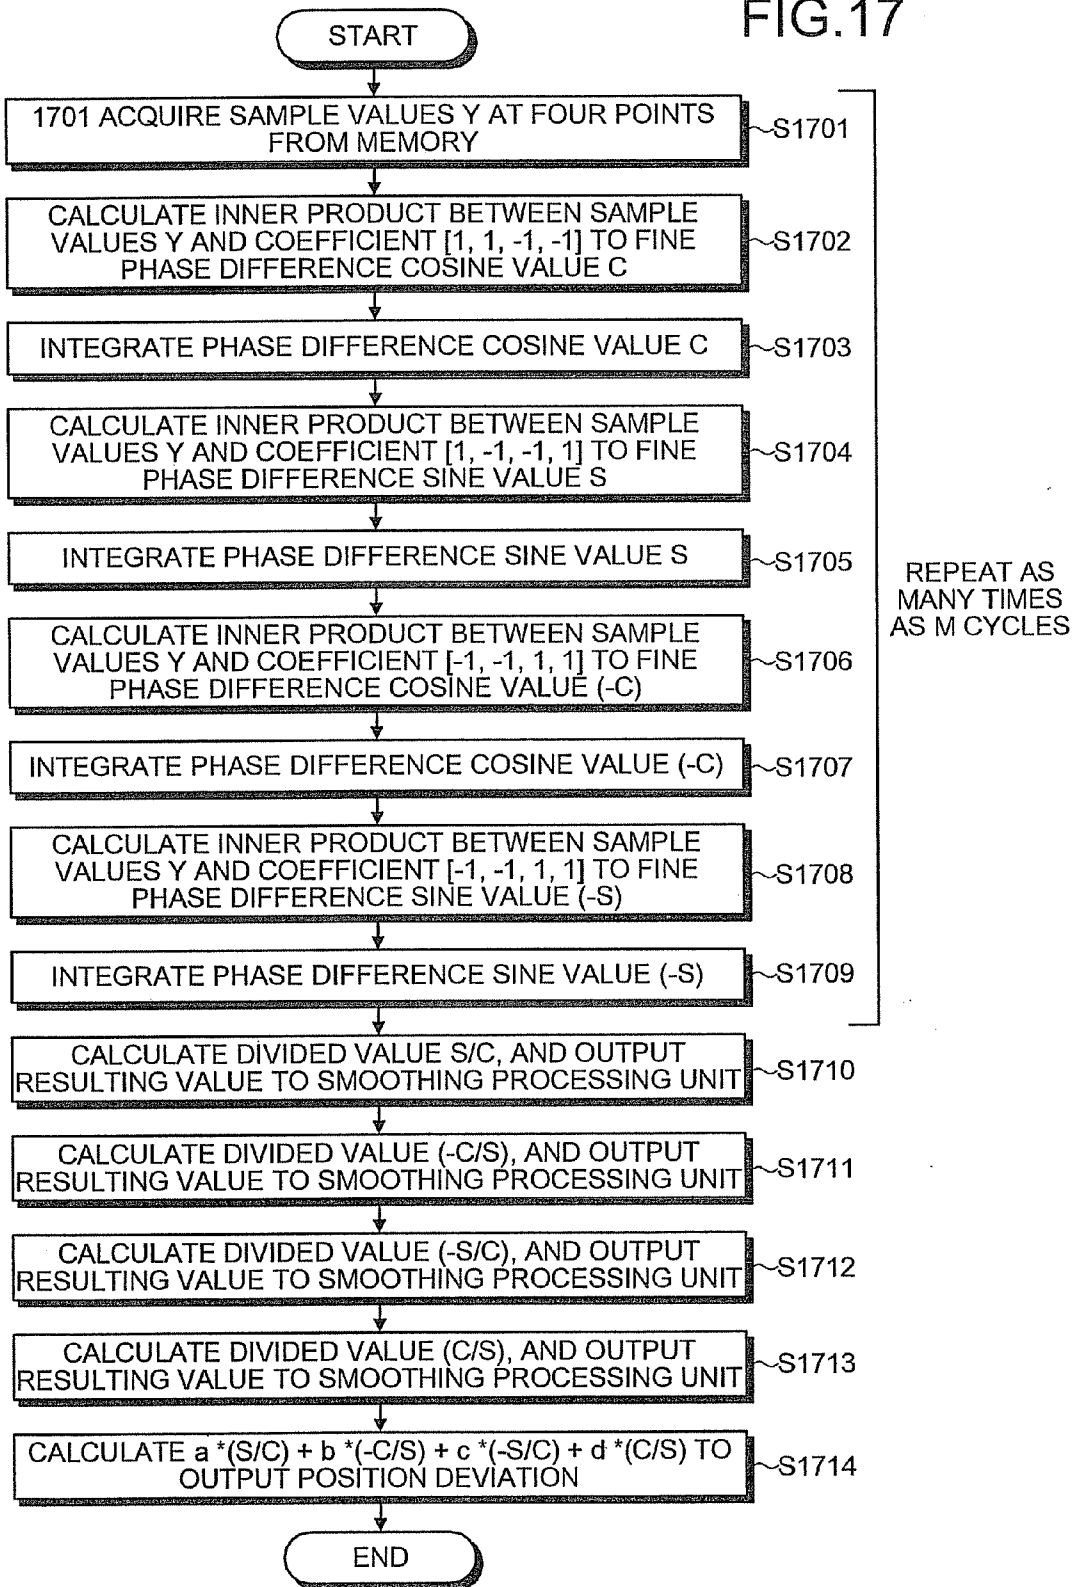 FIG.17
START
1701 ACQUIRE SAMPLE VALUES Y AT FOUR POINTS
FROM MEMORY
S1701
CALCULATE INNER PRODUCT BETWEEN SAMPLE
VALUES Y AND COEFFICIENT [1, 1, -1, -1] TO FINE
PHASE DIFFERENCE COSINE VALUE C
S1702
INTEGRATE PHASE DIFFERENCE COSINE VALUE C
S1703
CALCULATE INNER PRODUCT BETWEEN SAMPLE
VALUES Y AND COEFFICIENT [1, -1, -1, 1] TO FINE
PHASE DIFFERENCE SINE VALUE S
S1704
INTEGRATE PHASE DIFFERENCE SINE VALUE S
S1705
REPEAT AS
MANY TIMES
AS M CYCLES
CALCULATE INNER PRODUCT BETWEEN SAMPLE
VALUES Y AND COEFFICIENT [-1, -1, 1, 1] TO FINE
PHASE DIFFERENCE COSINE VALUE (-C)
S1706
INTEGRATE PHASE DIFFERENCE COSINE VALUE (-C)
S1707
CALCULATE INNER PRODUCT BETWEEN SAMPLE
VALUES Y AND COEFFICIENT [-1, -1, 1, 1] TO FINE
PHASE DIFFERENCE SINE VALUE (-S)
S1708
INTEGRATE PHASE DIFFERENCE SINE VALUE (-S)
S1709
CALCULATE DIVIDED VALUE S/C, AND OUTPUT
RESULTING VALUE TO SMOOTHING PROCESSING UNIT
S1710
CALCULATE DIVIDED VALUE (-C/S), AND OUTPUT
RESULTING VALUE TO SMOOTHING PROCESSING UNIT
S1711
CALCULATE DIVIDED VALUE (-S/C), AND OUTPUT
RESULTING VALUE TO SMOOTHING PROCESSING UNIT
S1712
CALCULATE DIVIDED VALUE (C/S), AND OUTPUT
RESULTING VALUE TO SMOOTHING PROCESSING UNIT
S1713
CALCULATE a *(S/C) + b *(-C/S) + c *(-S/C) + d *(C/S) TO
OUTPUT POSITION DEVIATION
S1714
END